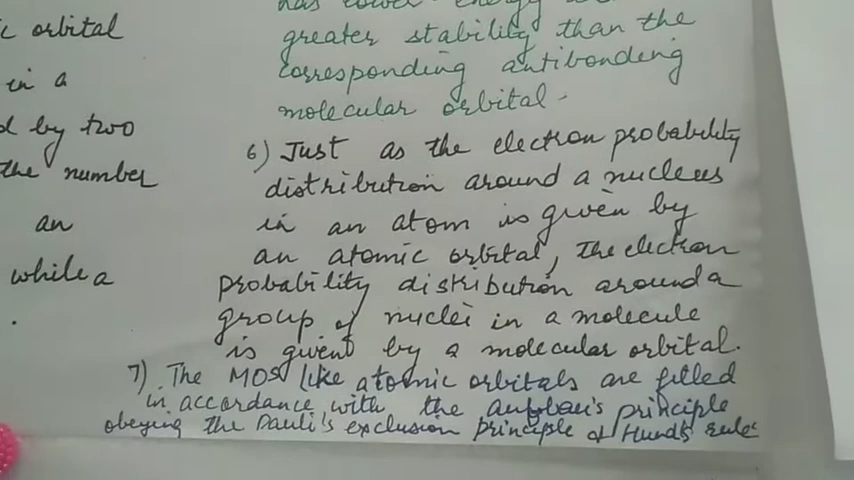 c orbital
in a
d by two
the number
an
while a
.
has lower energy
greater stability than the
corresponding antibonding
molecular orbital.
6) Just as the electron probability
distribution around a nucleus
in an atom is given by
an atomic orbital, the electron
probability distribution around a
group of nuclei in a molecule
is given by a molecular orbital.
7) The MOS like atomic orbitals are filled
in accordance with the principle
obeying the Pauli's exclusion principle & Hund's rule